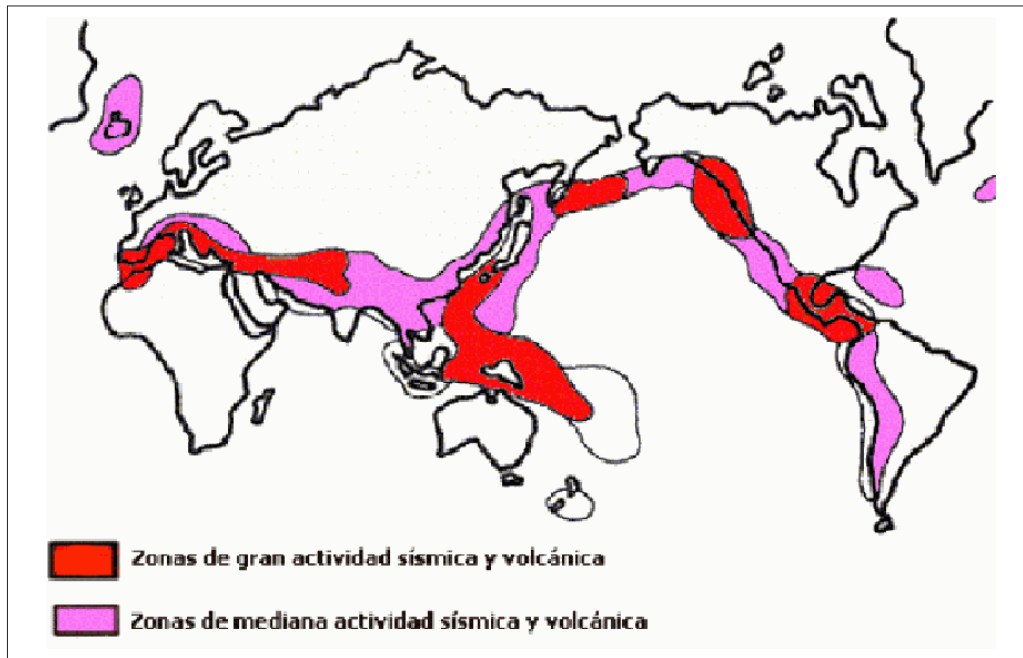 Zonas de gran actividad sísmica y volcánica
Zonas de mediana actividad sísmica y volcánica